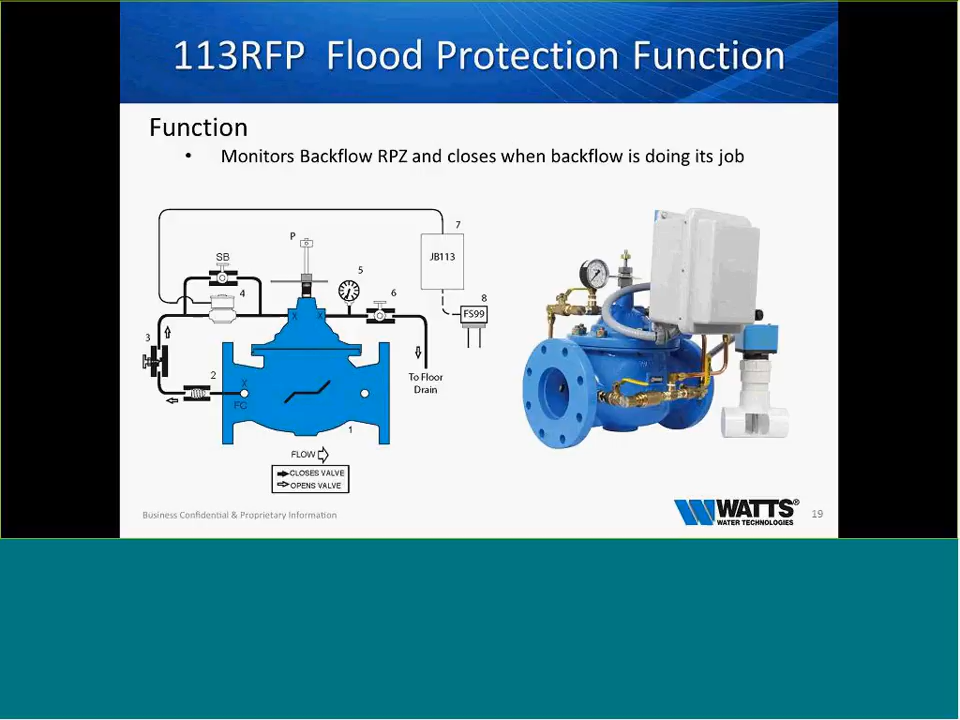 113RFP Flood Protection Function
Function
• Monitors Backflow RPZ and closes when backflow is doing its job
P
7
SB
JB113
5
4
6
8
FS99
X X
3
2
To Floor
Drain
X
FC
1
FLOW
CLOSES VALVE
OPENS VALVE
Business Confidential & Proprietary Information
WATTS®
WATER TECHNOLOGIES
19